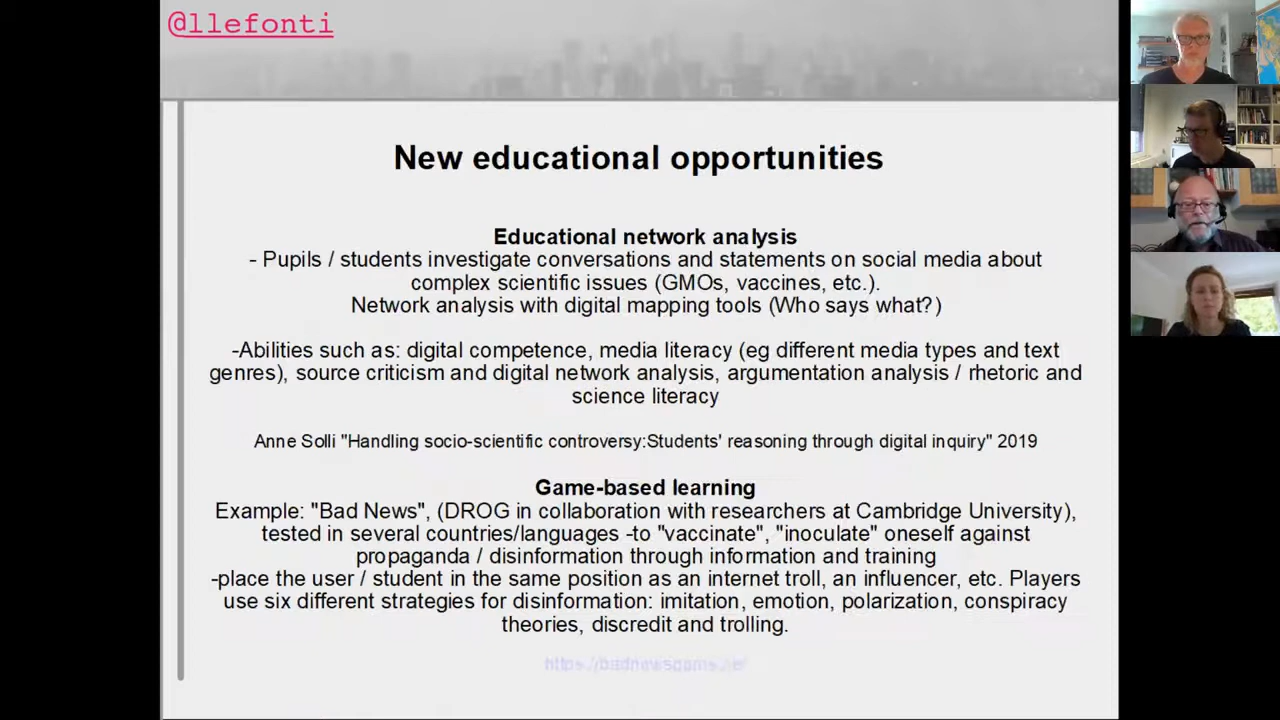 @llefonti
New educational opportunities
Educational network analysis
- Pupils / students investigate conversations and statements on social media about
complex scientific issues (GMOs, vaccines, etc.).
Network analysis with digital mapping tools (Who says what?)
-Abilities such as: digital competence, media literacy (eg different media types and text
genres), source criticism and digital network analysis, argumentation analysis / rhetoric and
science literacy
Anne Solli "Handling socio-scientific controversy:Students' reasoning through digital inquiry" 2019
Game-based learning
Example: "Bad News", (DROG in collaboration with researchers at Cambridge University),
tested in several countries/languages -to "vaccinate", "inoculate" oneself against
propaganda / disinformation through information and training
-place the user / student in the same position as an internet troll, an influencer, etc. Players
use six different strategies for disinformation: imitation, emotion, polarization, conspiracy
theories, discredit and trolling.